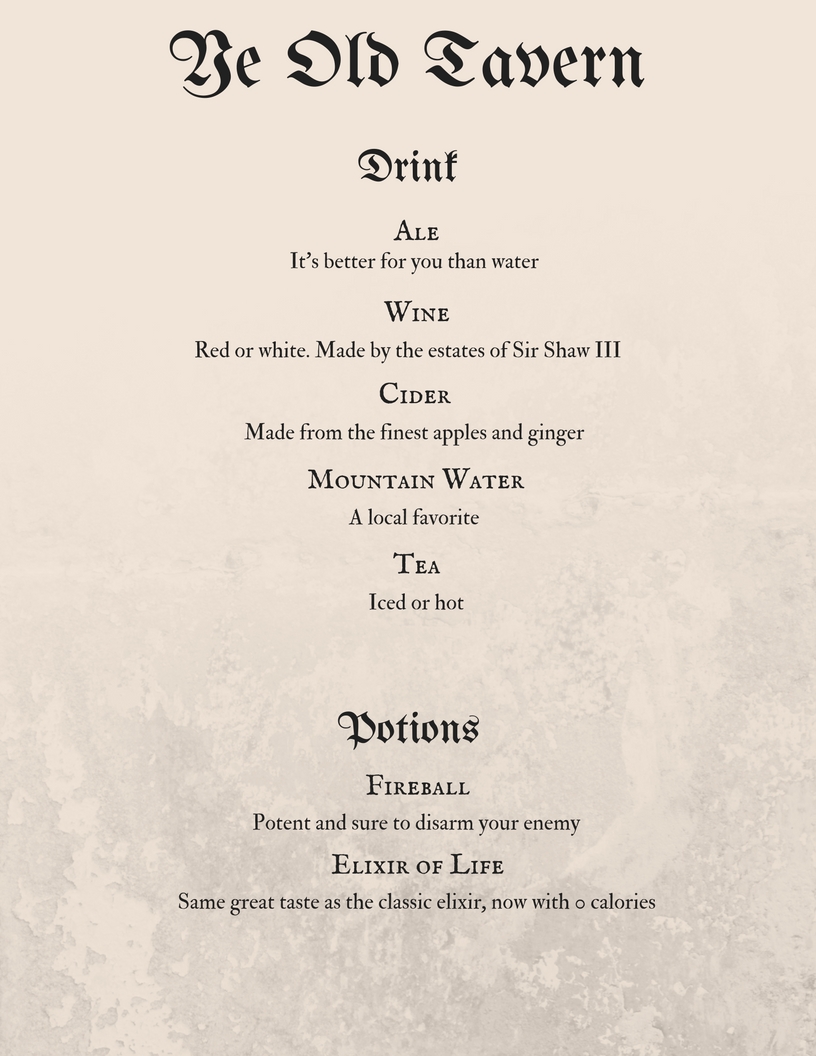 Ye Old Tavern
Drink
Ale
It's better for you than water
Wine
Red or white. Made by the estates of Sir Shaw III
Cider
Made from the finest apples and ginger
Mountain Water
A local favorite
Tea
Iced or hot
Potions
Fireball
Potent and sure to disarm your enemy
Elixir of Life
Same great taste as the classic elixir, now with 0 calories